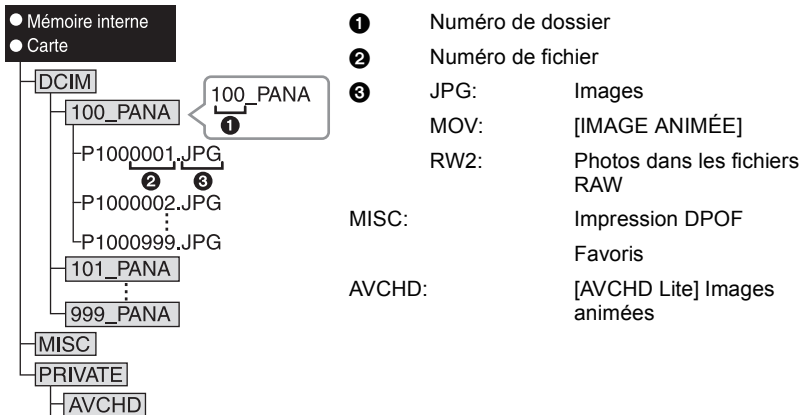 ● Mémoire interne
● Carte
DCIM
100_PANA
100_PANA
❶
P1000001.JPG
❷ ❸
P1000002.JPG
P1000999.JPG
101_PANA
999_PANA
MISC
PRIVATE
AVCHD
❶ Numéro de dossier
❷ Numéro de fichier
❸ JPG: Images
MOV: [IMAGE ANIMÉE]
RW2: Photos dans les fichiers
RAW
MISC: Impression DPOF
Favoris
AVCHD: [AVCHD Lite] Images
animées